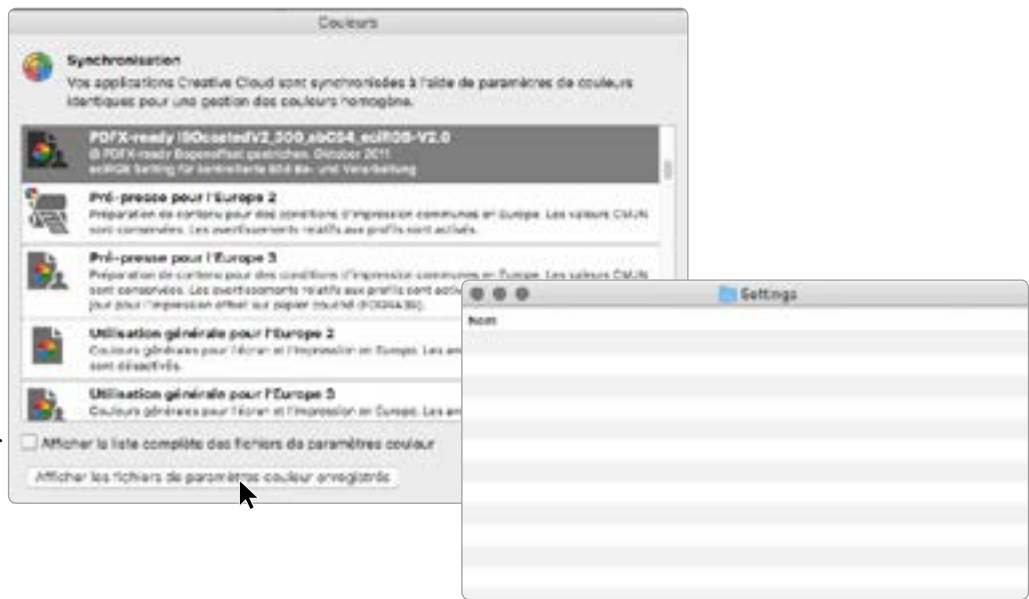 Couleurs
Synchronisation
Vos applications Creative Cloud sont synchronisées à l'aide de paramètres de couleurs
identiques pour une gestion des couleurs homogène.
PDFX-ready ISOcoatedV2_300_abCS4_eciRGB-V2.0
@ PDFX-ready Bogenoffset gestrichen. Oktober 2011
eciRGB Setting für kontrollierte Bild Be- und Verarbeitung
Pré-presse pour l'Europe 2
Préparation de contenu pour des conditions d'impression communes en Europe. Les valeurs CMJN
sont conservées. Les avertissements relatifs aux profils sont activés.
Pré-presse pour l'Europe 3
Préparation de contenu pour des conditions d'impression communes en Europe. Les valeurs CMJN
sont conservées. Les avertissements relatifs aux profils sont
jour pour l'impression offset sur papier couché (FOGRA39).
Utilisation générale pour l'Europe 2
Couleurs générales pour l'écran et l'impression en Europe. Les
sont désactivés.
Utilisation générale pour l'Europe 3
Couleurs générales pour l'écran et l'impression en Europe. Les
Afficher la liste complète des fichiers de paramètres couleur
Afficher les fichiers de paramètres couleur enregistrés
Settings
Nom